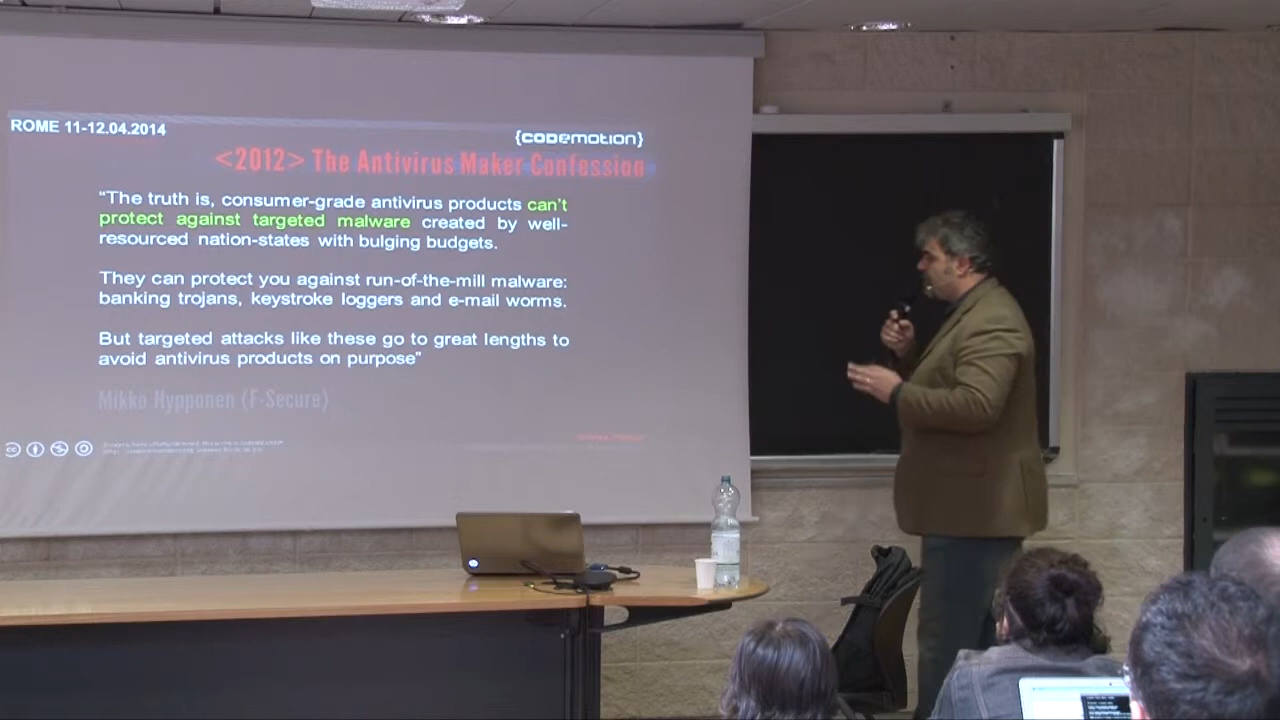 ROME 11-12.04.2014
{CODEMOTION}
<2012> The Antivirus Maker Confession
“The truth is, consumer-grade antivirus products can’t
protect against targeted malware created by well-
resourced nation-states with bulging budgets.
They can protect you against run-of-the-mill malware:
banking trojans, keystroke loggers and e-mail worms.
But targeted attacks like these go to great lengths to
avoid antivirus products on purpose”
Mikko Hypponen (F-Secure)